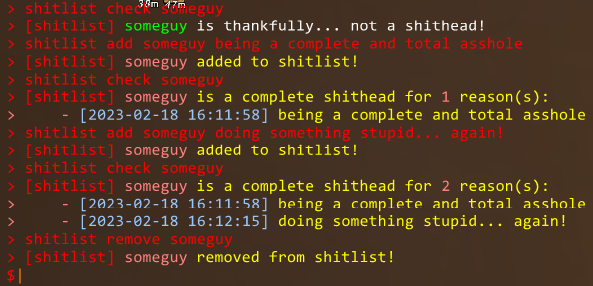 30m 47m
> shitlist check someguy
> [shitlist] someguy is thankfully... not a shithead!
> shitlist add someguy being a complete and total asshole
> [shitlist] someguy added to shitlist!
> shitlist check someguy
> [shitlist] someguy is a complete shithead for 1 reason(s):
>     - [2023-02-18 16:11:58] being a complete and total asshole
> shitlist add someguy doing something stupid... again!
> [shitlist] someguy added to shitlist!
> shitlist check someguy
> [shitlist] someguy is a complete shithead for 2 reason(s):
>     - [2023-02-18 16:11:58] being a complete and total asshole
>     - [2023-02-18 16:12:15] doing something stupid... again!
> shitlist remove someguy
> [shitlist] someguy removed from shitlist!
$|